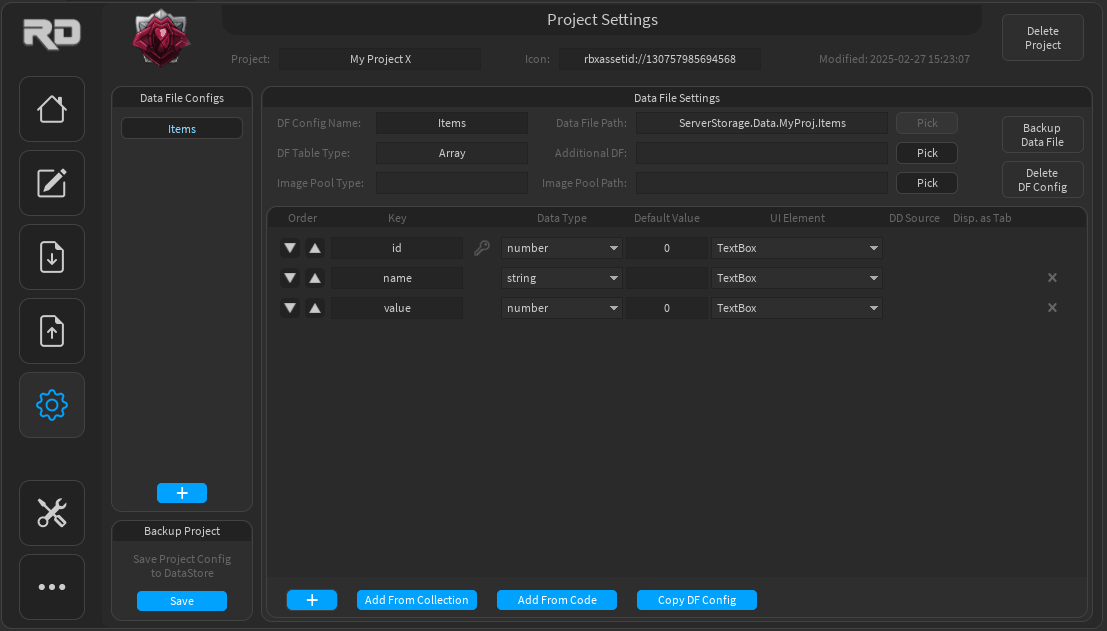 RD
Project Settings
Delete
Project
Project:
My Project X
Icon:
rbxassetid://130757985694568
Modified: 2025-02-27 15:23:07
Data File Configs
Items
Data File Settings
DF Config Name:
Items
Data File Path:
ServerStorage.Data.MyProj.Items
Pick
Backup
Data File
DF Table Type:
Array
Additional DF:
Pick
Image Pool Type:
Image Pool Path:
Pick
Delete
DF Config
Order
Key
Data Type
Default Value
UI Element
DD Source
Disp. as Tab
id
number
0
TextBox
name
string
TextBox
value
number
0
TextBox
+
Backup Project
Save Project Config
to DataStore
Save
+
Add From Collection
Add From Code
Copy DF Config